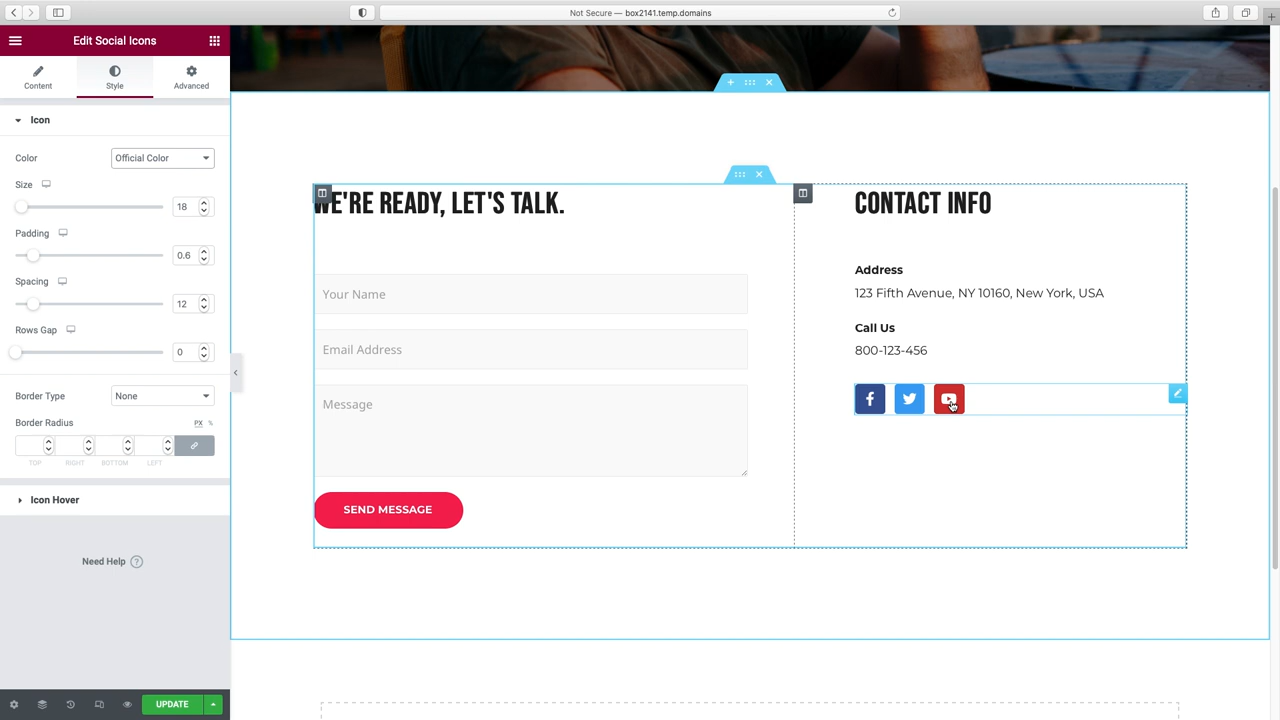 Not Secure — box2141.temp.domains
Edit Social Icons
Content
Style
Advanced
Icon
Color
Official Color
Size
18
Padding
0.6
Spacing
12
Rows Gap
0
Border Type
None
Border Radius
PX %
TOP RIGHT BOTTOM LEFT
Icon Hover
Need Help ?
UPDATE
WE'RE READY, LET'S TALK.
Your Name
Email Address
Message
SEND MESSAGE
CONTACT INFO
Address
123 Fifth Avenue, NY 10160, New York, USA
Call Us
800-123-456